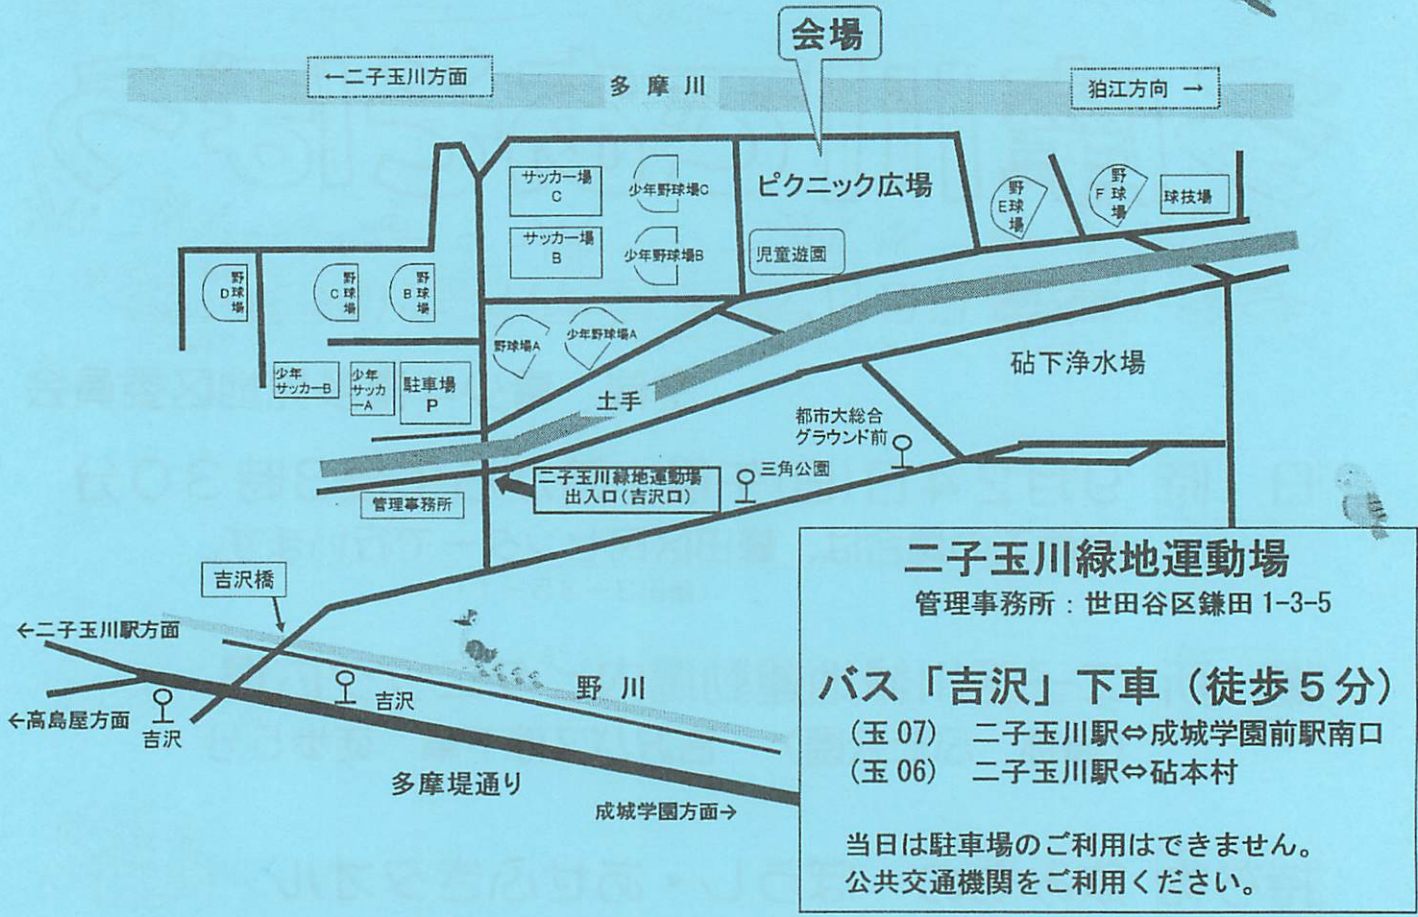 会場
←二子玉川方面
多摩川
狛江方向 →
サッカー場
C
少年野球場C
ピクニック広場
野球場
E
野球場
F
球技場
サッカー場
B
少年野球場B
児童遊園
野球場
D
野球場
C
野球場
B
野球場A
少年野球場A
砧下浄水場
少年
サッカーB
少年
サッカ
ーA
駐車場
P
土手
都市大総合
グラウンド前
三角公園
二子玉川緑地運動場
出入口(吉沢口)
管理事務所
吉沢橋
←二子玉川駅方面
野川
吉沢
←高島屋方面
吉沢
多摩堤通り
成城学園方面→
二子玉川緑地運動場
管理事務所：世田谷区鎌田 1-3-5
バス「吉沢」下車（徒歩５分）
(玉 07) 二子玉川駅⇔成城学園前駅南口
(玉 06) 二子玉川駅⇔砧本村
当日は駐車場のご利用はできません。
公共交通機関をご利用ください。